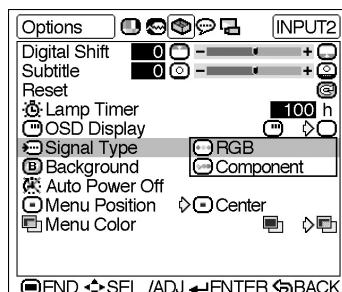 Options INPUT2
Digital Shift 0 - +
Subtitle 0 - +
Reset
Lamp Timer 100 h
OSD Display
Signal Type RGB
B Background Component
Auto Power Off
Menu Position Center
Menu Color
END SEL /ADJ ENTER BACK